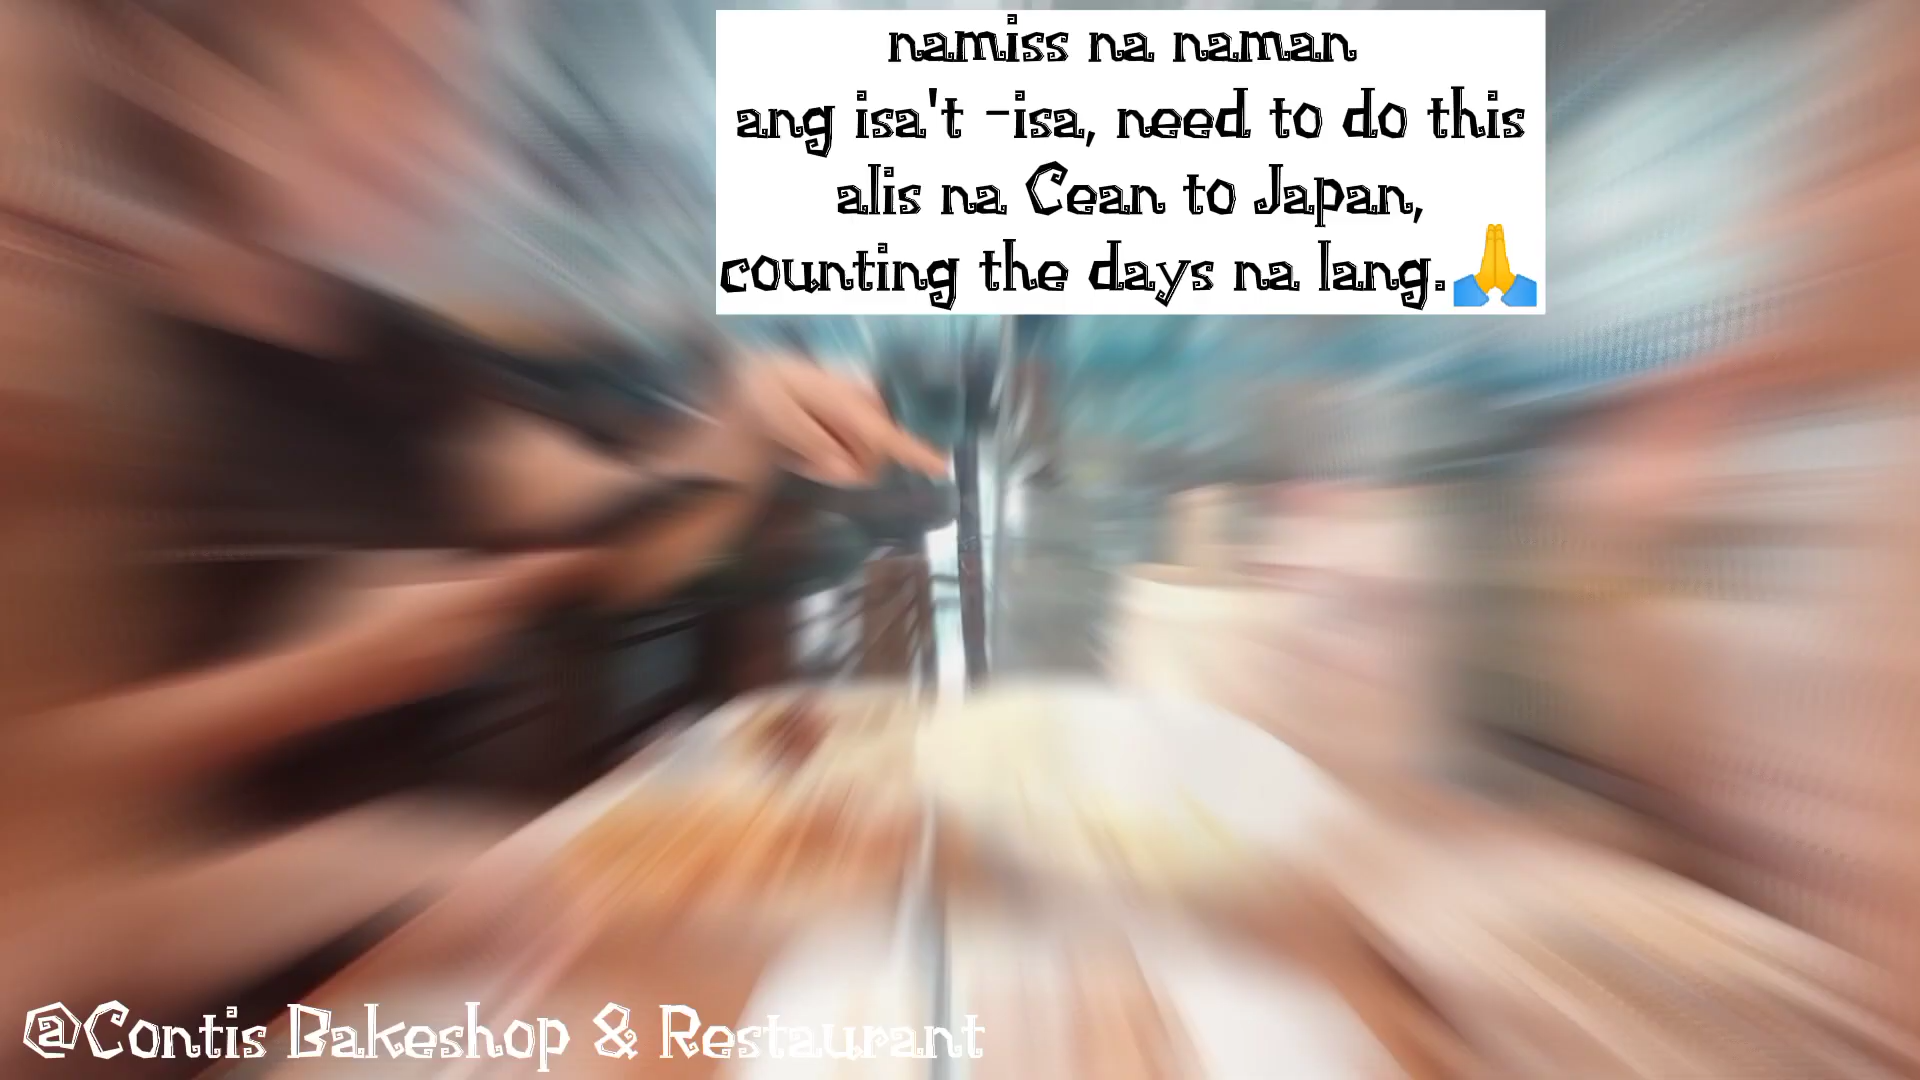 namiss na naman
ang isa't -isa, need to do this
alis na Cean to Japan,
counting the days na lang.🙏
@Contis Bakeshop & Restaurant